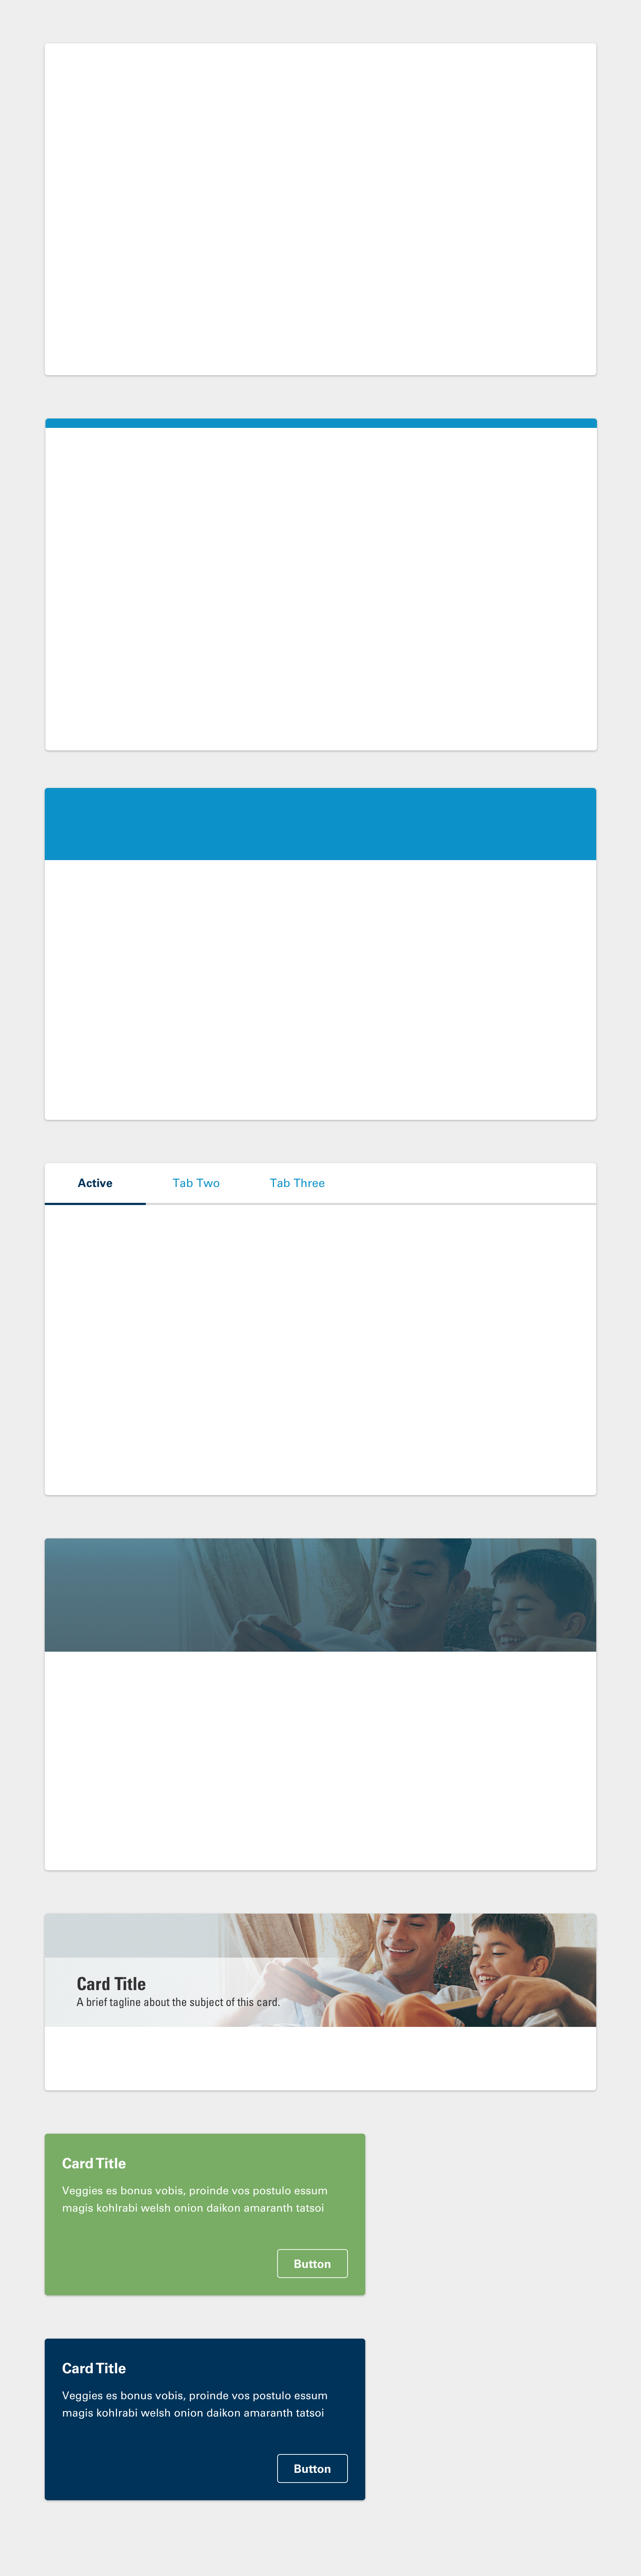 Active Tab Two Tab Three
Card Title
A brief tagline about the subject of this card.
Card Title
Veggies es bonus vobis, proinde vos postulo essum
magis kohlrabi welsh onion daikon amaranth tatsoi
Button
Card Title
Veggies es bonus vobis, proinde vos postulo essum
magis kohlrabi welsh onion daikon amaranth tatsoi
Button